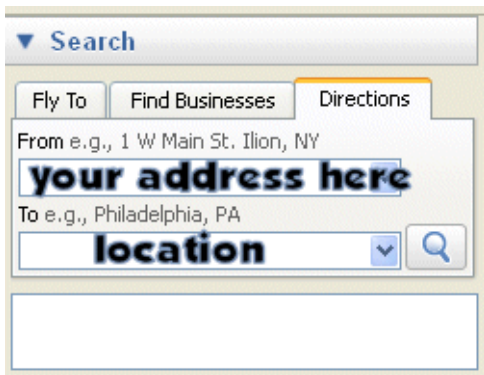 Search
Fly To Find Businesses Directions
From e.g., 1 W Main St. Ilion, NY
your address here
To e.g., Philadelphia, PA
location